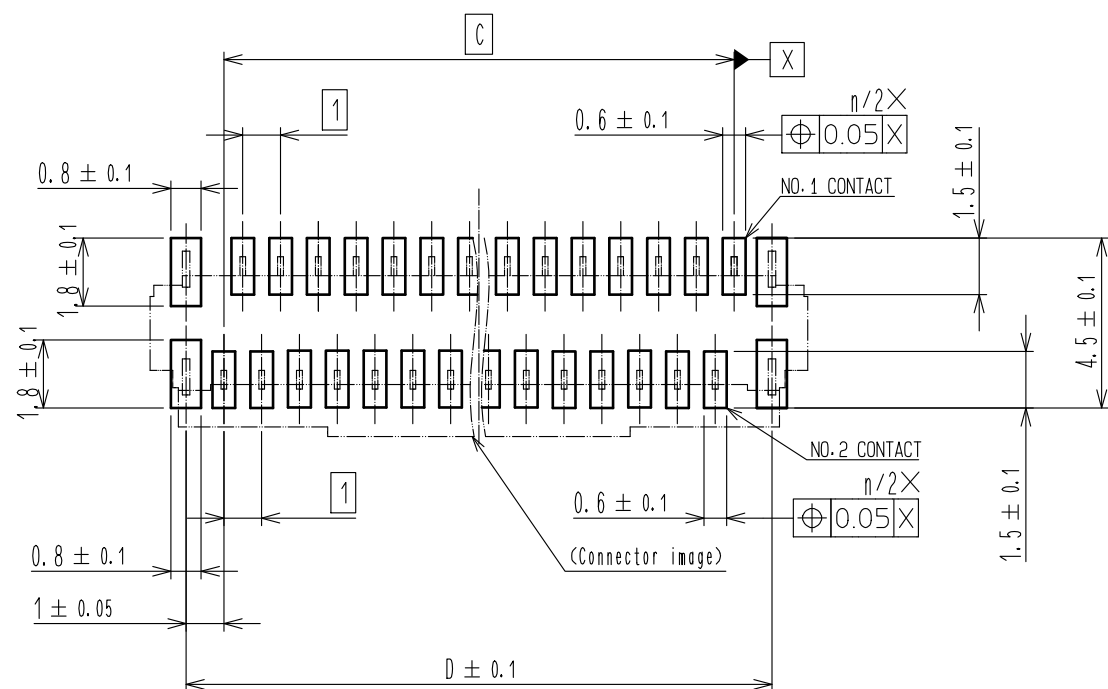 C
X
1
n/2X
0.6 ± 0.1
⌖ 0.05 X
0.8 ± 0.1
NO.1 CONTACT
1.5 ± 0.1
1.8 ± 0.1
4.5 ± 0.1
1.8 ± 0.1
NO.2 CONTACT
1
n/2X
0.6 ± 0.1
⌖ 0.05 X
1.5 ± 0.1
0.8 ± 0.1
(Connector image)
1 ± 0.05
D ± 0.1